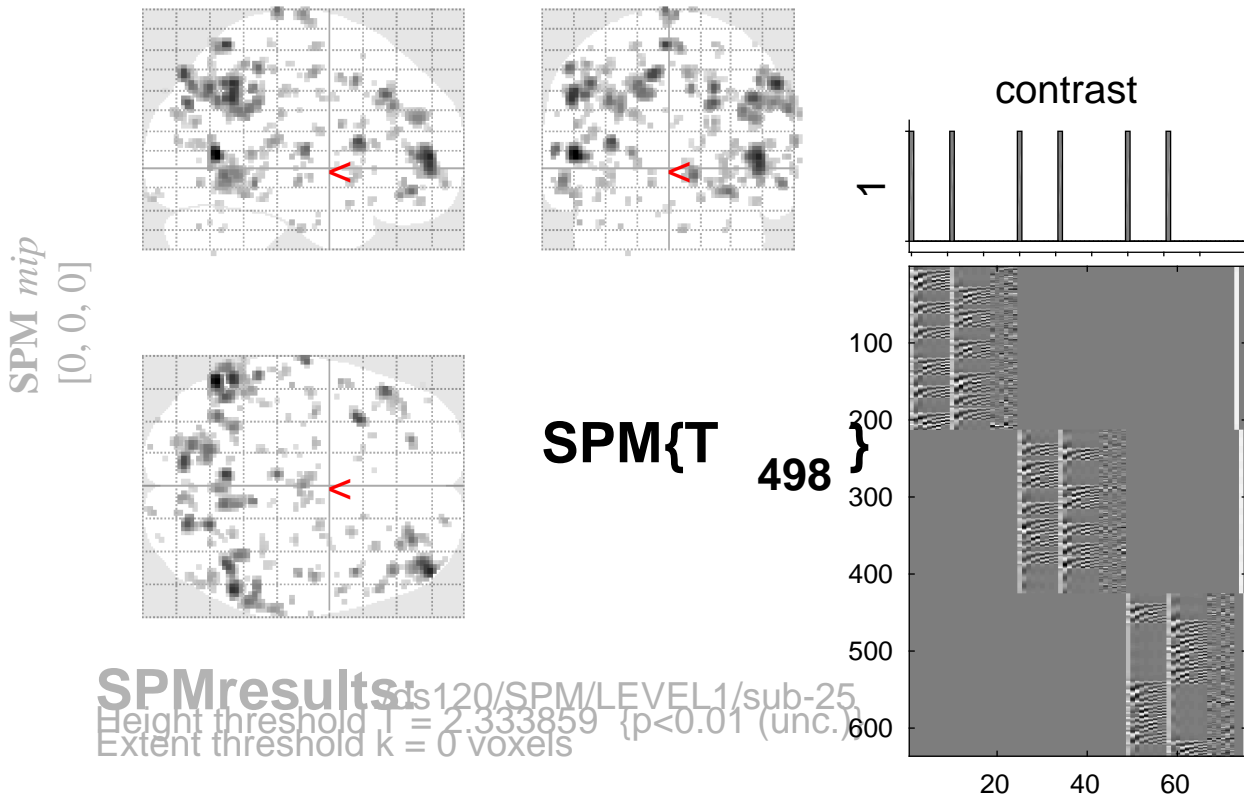 SPM mip
[0, 0, 0]
<
<
<
contrast
1
SPM{T 498 }
100
200
300
400
500
600
20 40 60
SPMresults: /ds120/SPM/LEVEL1/sub-25
Height threshold T = 2.333859 {p<0.01 (unc.)}
Extent threshold k = 0 voxels